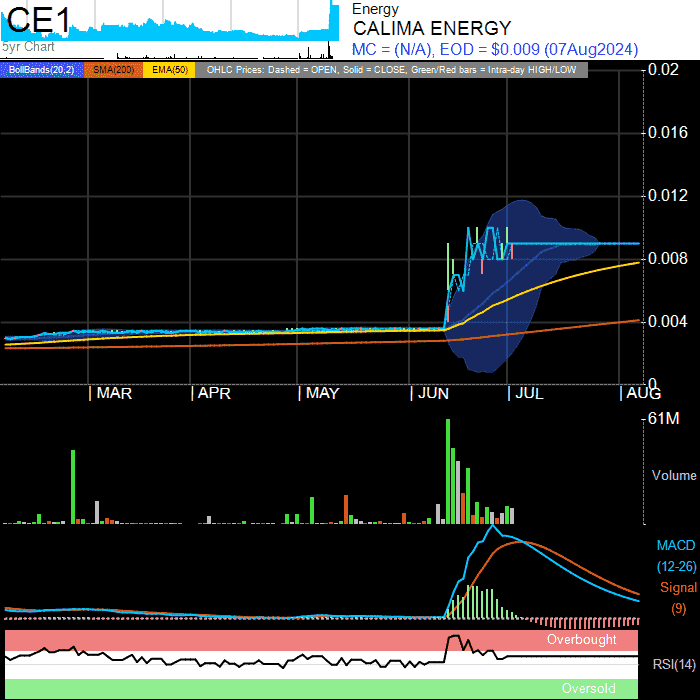 CE1
5yr Chart
Energy
CALIMA ENERGY
MC = (N/A), EOD = $0.009 (07Aug2024)
BollBands(20,2) SMA(200) EMA(50) OHLC Prices: Dashed = OPEN, Solid = CLOSE, Green/Red bars = Intra-day HIGH/LOW
0.02
0.016
0.012
0.008
0.004
0
MAR APR MAY JUN JUL AUG
61M
Volume
MACD
(12-26)
Signal
(9)
Overbought
RSI(14)
Oversold